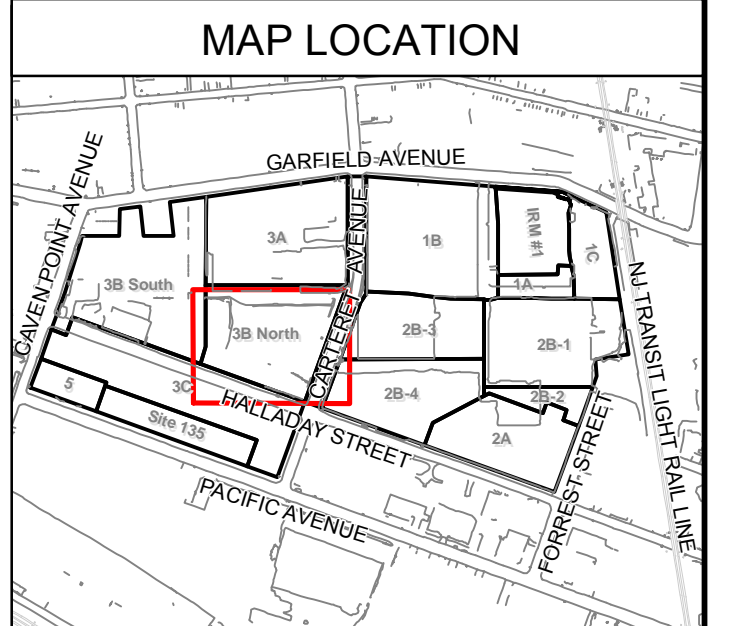 MAP LOCATION
GARFIELD AVENUE
CAVEN POINT AVENUE
CARTERET AVENUE
3A
1B
IRM #1
1C
1A
3B South
3B North
2B-3
2B-1
NJ TRANSIT LIGHT RAIL LINE
5
3C
2B-4
2B-2
Site 135
HALLADAY STREET
2A
FORREST STREET
PACIFIC AVENUE